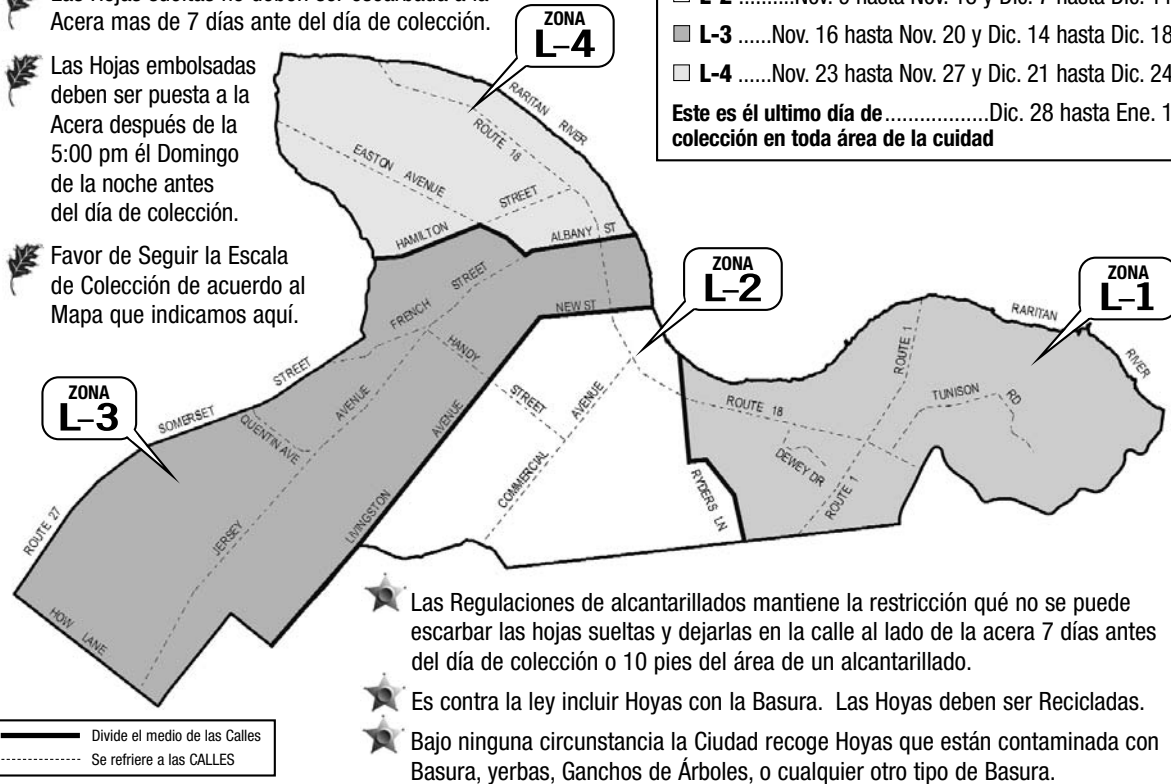 Las Hojas sueltas no deben ser escarbada a la
Acera mas de 7 días ante del día de colección.
Las Hojas embolsadas
deben ser puesta a la
Acera después de la
5:00 pm él Domingo
de la noche antes
del día de colección.
Favor de Seguir la Escala
de Colección de acuerdo al
Mapa que indicamos aquí.
L-2 ..........Nov. hasta Nov. y Dic. hasta Dic.
L-3 ......Nov. 16 hasta Nov. 20 y Dic. 14 hasta Dic. 18
L-4 ......Nov. 23 hasta Nov. 27 y Dic. 21 hasta Dic. 24
Este es él ultimo día de ..................Dic. 28 hasta Ene. 1
colección en toda área de la cuidad
ZONA
L–4
RARITAN
RIVER
ROUTE 18
EASTON AVENUE
STREET
HAMILTON
ALBANY ST
ZONA
L–2
ZONA
L–1
STREET
FRENCH
NEW ST
HANDY
STREET
AVENUE
COMMERCIAL
RARITAN
RIVER
ROUTE 1
TUNISON
RD
ROUTE 18
DEWEY DR
ROUTE 1
RYDERS LN
ZONA
L–3
STREET
SOMERSET
QUENTIN AVE
AVENUE
AVENUE
LIVINGSTON
JERSEY
ROUTE 27
HOW LANE
Las Regulaciones de alcantarillados mantiene la restricción qué no se puede
escarbar las hojas sueltas y dejarlas en la calle al lado de la acera 7 días antes
del día de colección o 10 pies del área de un alcantarillado.
Es contra la ley incluir Hoyas con la Basura. Las Hoyas deben ser Recicladas.
Bajo ninguna circunstancia la Ciudad recoge Hoyas que están contaminada con
Basura, yerbas, Ganchos de Árboles, o cualquier otro tipo de Basura.
Divide el medio de las Calles
Se refriere a las CALLES